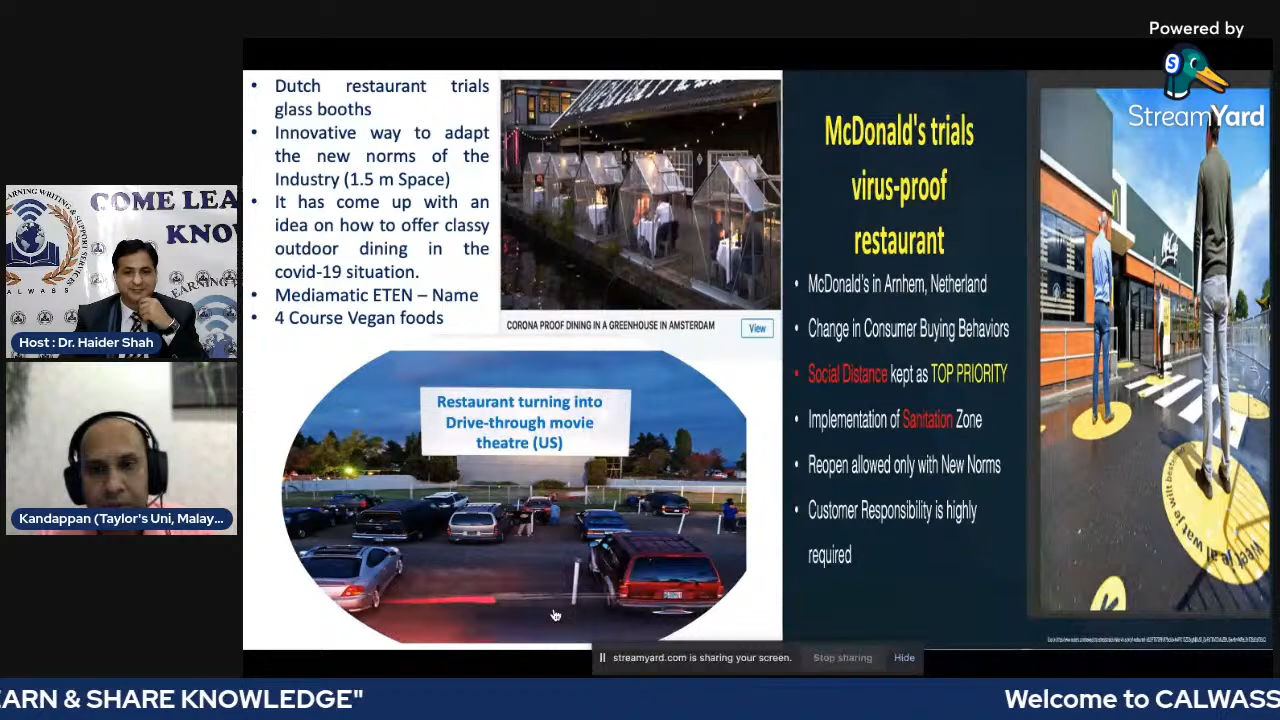 Powered by
StreamYard
• Dutch restaurant trials
glass booths
• Innovative way to adapt
the new norms of the
Industry (1.5 m Space)
• It has come up with an
idea on how to offer classy
outdoor dining in the
covid-19 situation.
• Mediamatic ETEN – Name
• 4 Course Vegan foods
CORONA PROOF DINING IN A GREENHOUSE IN AMSTERDAM
View
Restaurant turning into
Drive-through movie
theatre (US)
McDonald's trials
virus-proof
restaurant
• McDonald's in Arnhem, Netherland
• Change in Consumer Buying Behaviors
• Social Distance kept as TOP PRIORITY
• Implementation of Sanitation Zone
• Reopen allowed only with New Norms
• Customer Responsibility is highly
required
COME LEA
KNO
CALWASS
Host : Dr. Haider Shah
Kandappan (Taylor's Uni, Malay...
streamyard.com is sharing your screen.
Stop sharing
Hide
EARN & SHARE KNOWLEDGE"
Welcome to CALWASS